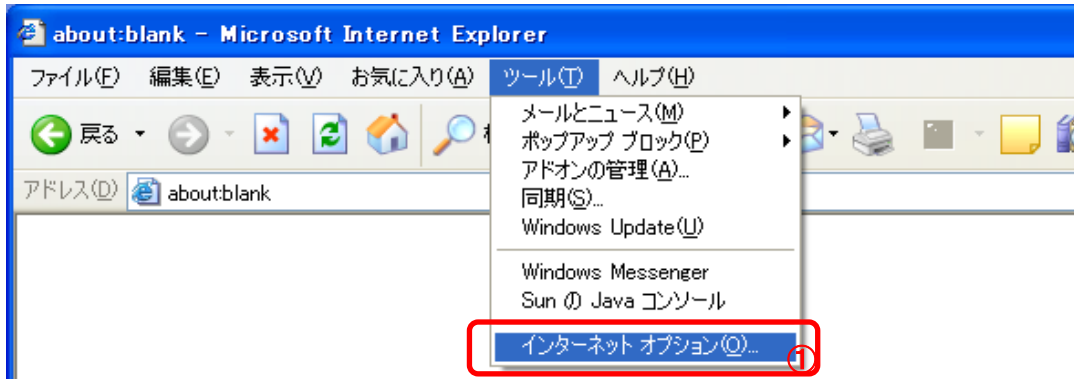 about:blank - Microsoft Internet Explorer
ファイル(F) 編集(E) 表示(V) お気に入り(A) ツール(T) ヘルプ(H)
戻る
アドレス(D) about:blank
メールとニュース(M)
ポップアップ ブロック(P)
アドオンの管理(A)...
同期(S)...
Windows Update(U)
Windows Messenger
Sun の Java コンソール
インターネット オプション(O)...
①